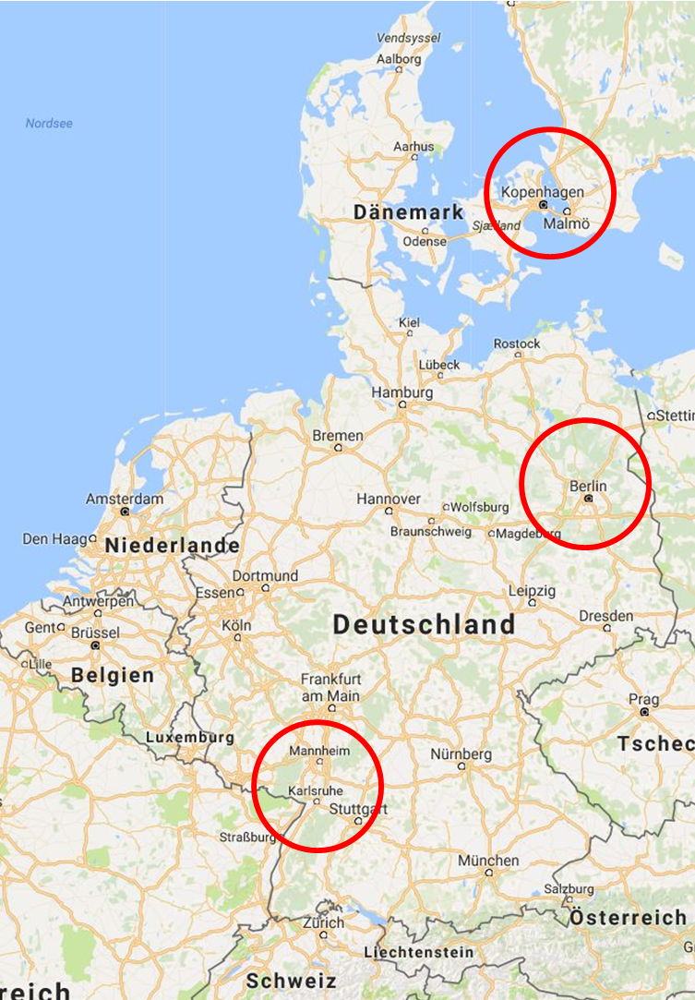 Vendsyssel
Aalborg
Nordsee
Aarhus
Kopenhagen
Dänemark
Malmö
Sjælland
Odense
Kiel
Rostock
Lübeck
Hamburg
Stettin
Bremen
Berlin
Amsterdam
Hannover
Wolfsburg
Braunschweig
Magdeburg
Den Haag
Niederlande
Dortmund
Essen
Leipzig
Antwerpen
Dresden
Deutschland
Gent
Brüssel
Köln
Lille
Belgien
Frankfurt
am Main
Prag
Luxemburg
Tschec
Mannheim
Nürnberg
Karlsruhe
Stuttgart
Straßburg
München
Salzburg
Österreich
Zürich
Liechtenstein
G
Schweiz
reich